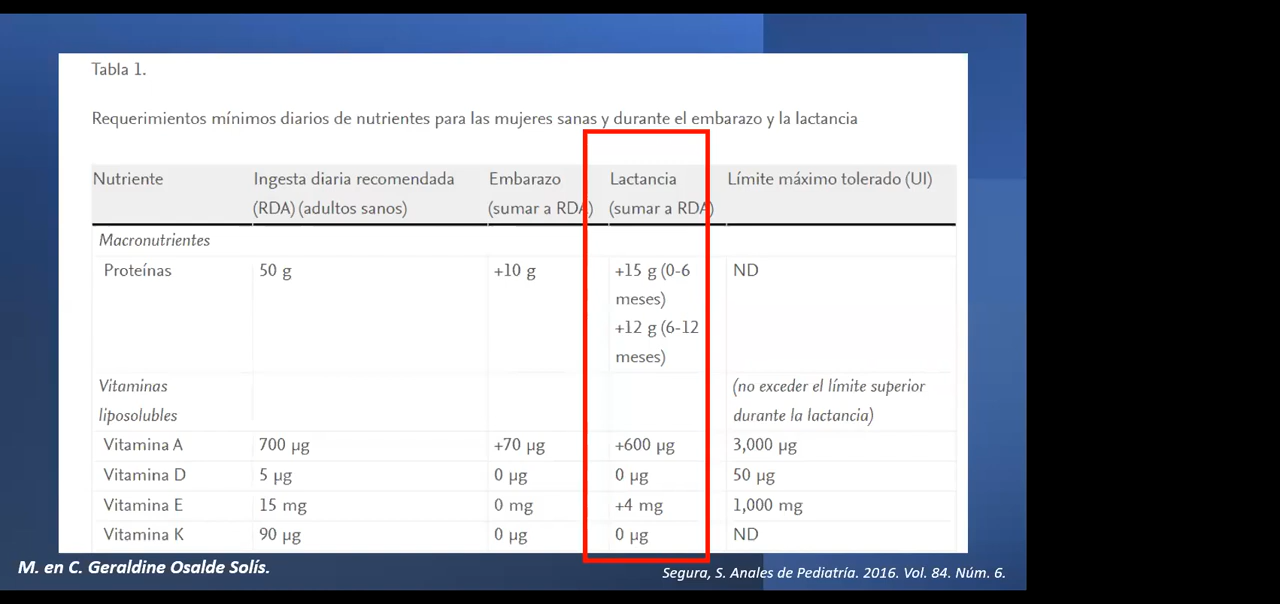 Tabla 1.
Requerimientos mínimos diarios de nutrientes para las mujeres sanas y durante el embarazo y la lactancia
Nutriente Ingesta diaria recomendada (RDA) (adultos sanos) Embarazo (sumar a RDA) Lactancia (sumar a RDA) Límite máximo tolerado (UI)
Macronutrientes
Proteínas 50 g +10 g +15 g (0-6 meses) +12 g (6-12 meses) ND
Vitaminas liposolubles (no exceder el límite superior durante la lactancia)
Vitamina A 700 µg +70 µg +600 µg 3,000 µg
Vitamina D 5 µg 0 µg 0 µg 50 µg
Vitamina E 15 mg 0 mg +4 mg 1,000 mg
Vitamina K 90 µg 0 µg 0 µg ND
M. en C. Geraldine Osalde Solís.
Segura, S. Anales de Pediatría. 2016. Vol. 84. Núm. 6.